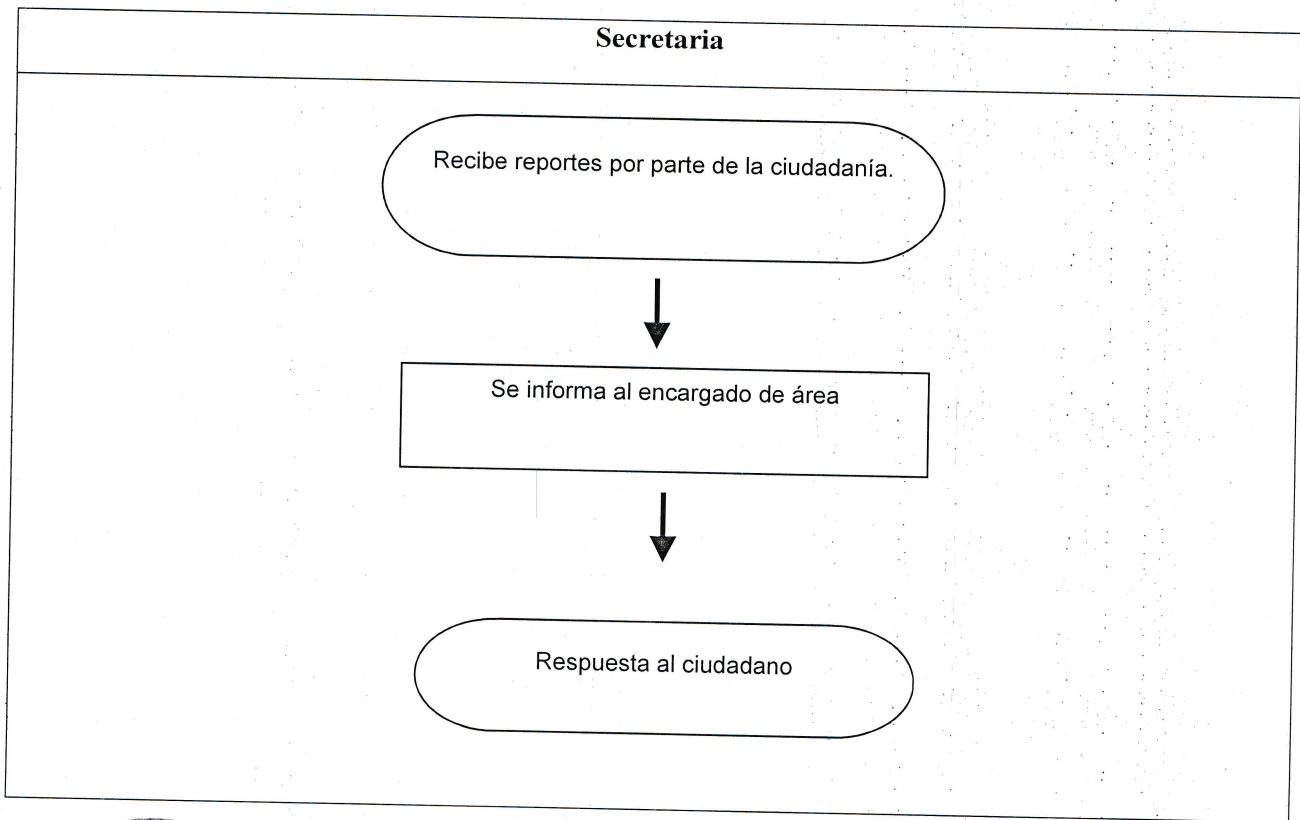 Secretaria
Recibe reportes por parte de la ciudadanía.
Se informa al encargado de área
Respuesta al ciudadano